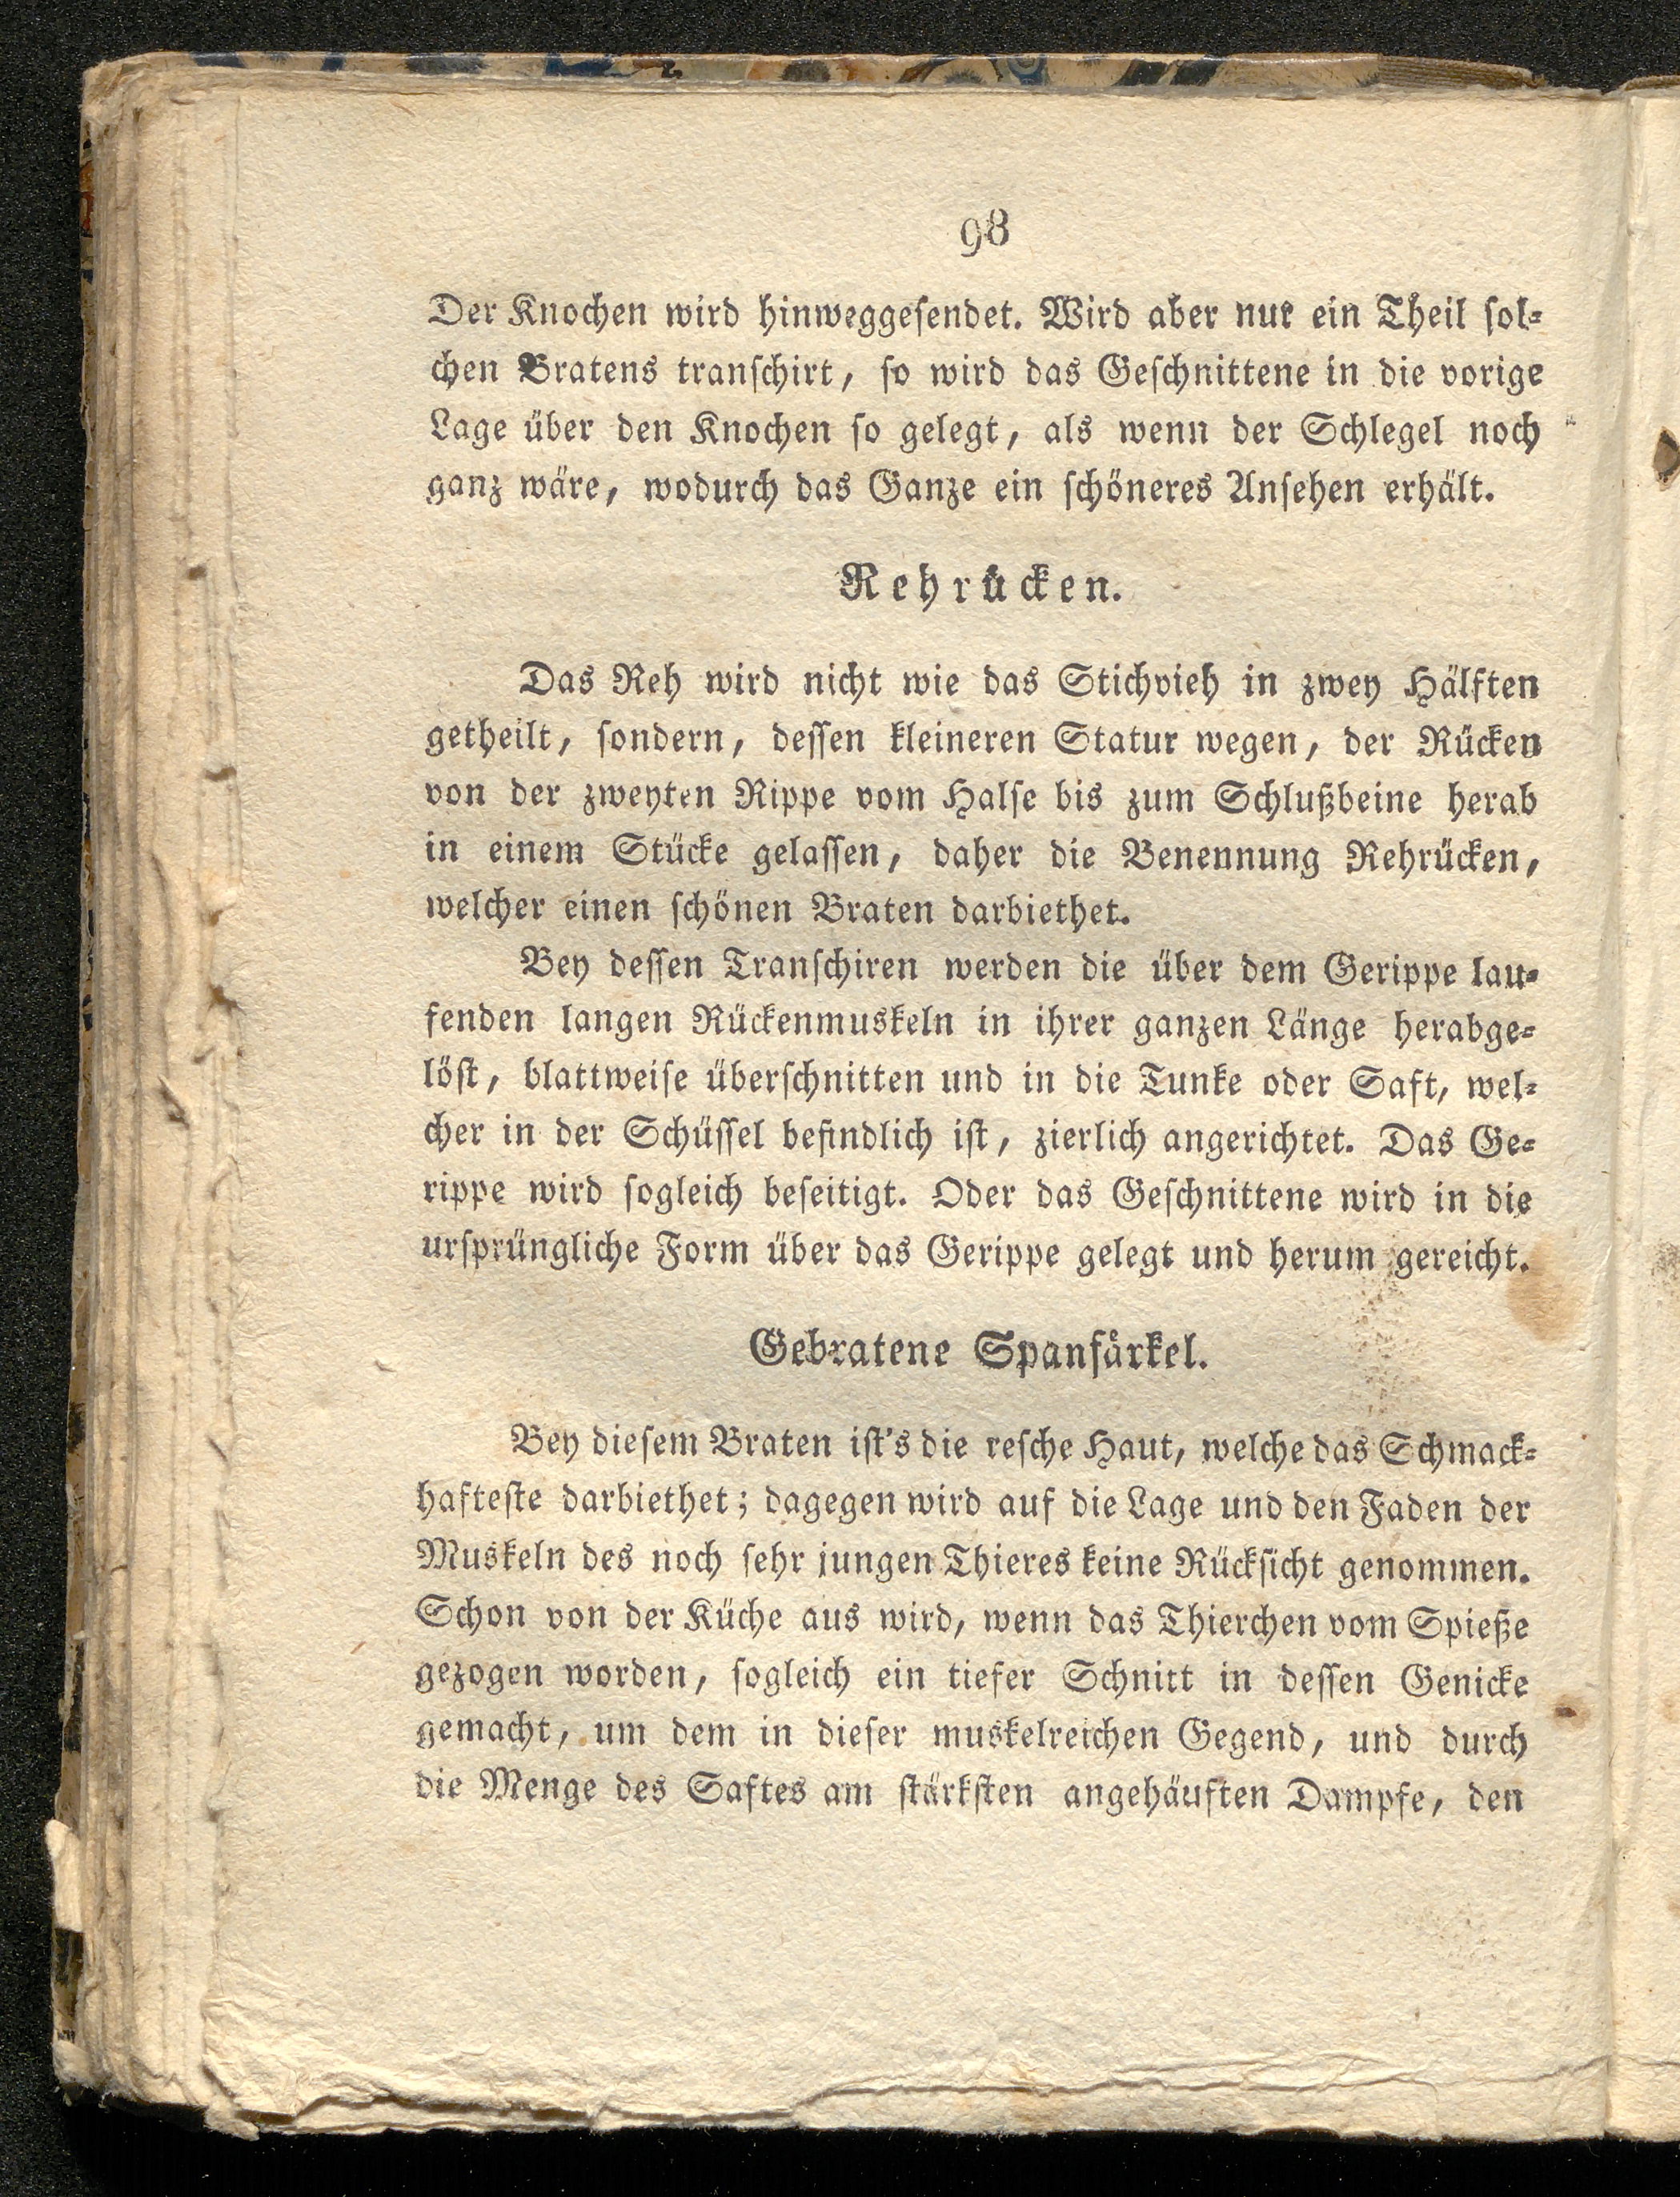 98
Der Knochen wird hinweggeſendet. Wird aber nur ein Theil ſol⸗
chen Bratens tranſchirt, ſo wird das Geſchnittene in die vorige
Lage über den Knochen ſo gelegt, als wenn der Schlegel noch
ganz wäre, wodurch das Ganze ein ſchöneres Anſehen erhält.
Rehrücken.
Das Reh wird nicht wie das Stichvieh in zwey Hälften
getheilt, ſondern, deſſen kleineren Statur wegen, der Rücken
von der zweyten Rippe vom Halſe bis zum Schlußbeine herab
in einem Stücke gelaſſen, daher die Benennung Rehrücken,
welcher einen ſchönen Braten darbiethet.
Bey deſſen Tranſchiren werden die über dem Gerippe lau⸗
fenden langen Rückenmuskeln in ihrer ganzen Länge herabge⸗
löſt, blattweiſe überſchnitten und in die Tunke oder Saft, wel⸗
cher in der Schüſſel befindlich iſt, zierlich angerichtet. Das Ge⸗
rippe wird ſogleich beſeitigt. Oder das Geſchnittene wird in die
urſprüngliche Form über das Gerippe gelegt und herum gereicht.
Gebratene Spanfärkel.
Bey dieſem Braten iſt's die reſche Haut, welche das Schmack⸗
hafteſte darbiethet; dagegen wird auf die Lage und den Faden der
Muskeln des noch ſehr jungen Thieres keine Rückſicht genommen.
Schon von der Küche aus wird, wenn das Thierchen vom Spieße
gezogen worden, ſogleich ein tiefer Schnitt in deſſen Genicke
gemacht, um dem in dieſer muskelreichen Gegend, und durch
die Menge des Saftes am ſtärkſten angehäuften Dampfe, den